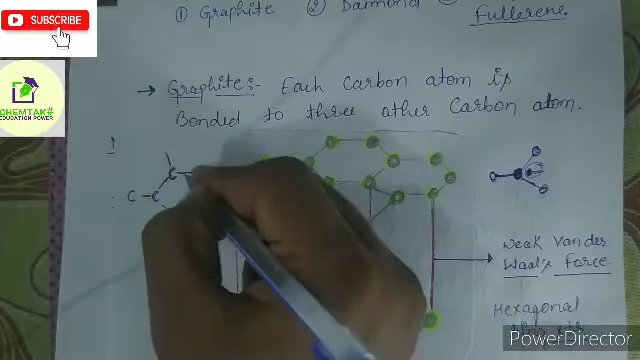 SUBSCRIBE
① Graphite ② Daimond
Fullerene.
CHEMTAK#
EDUCATION POWER
→ Graphite:- Each Carbon atom is
Bonded to three other Carbon atom.
C
C - C
Weak Van der
Waal's force
Hexagonal
PowerDirector